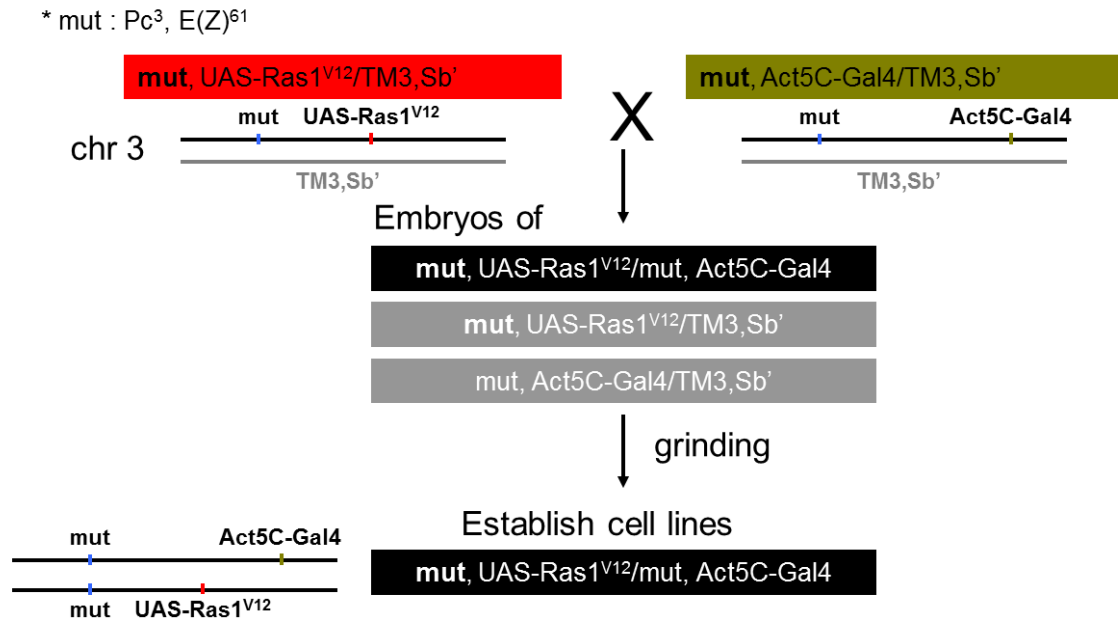 * mut : Pc³, E(Z)⁶¹
mut, UAS-Ras1ⱽ¹²/TM3,Sb'
mut, Act5C-Gal4/TM3,Sb'
X
mut UAS-Ras1ⱽ¹²
mut Act5C-Gal4
chr 3
TM3,Sb'
TM3,Sb'
Embryos of
mut, UAS-Ras1ⱽ¹²/mut, Act5C-Gal4
mut, UAS-Ras1ⱽ¹²/TM3,Sb'
mut, Act5C-Gal4/TM3,Sb'
grinding
Establish cell lines
mut Act5C-Gal4
mut, UAS-Ras1ⱽ¹²/mut, Act5C-Gal4
mut UAS-Ras1ⱽ¹²